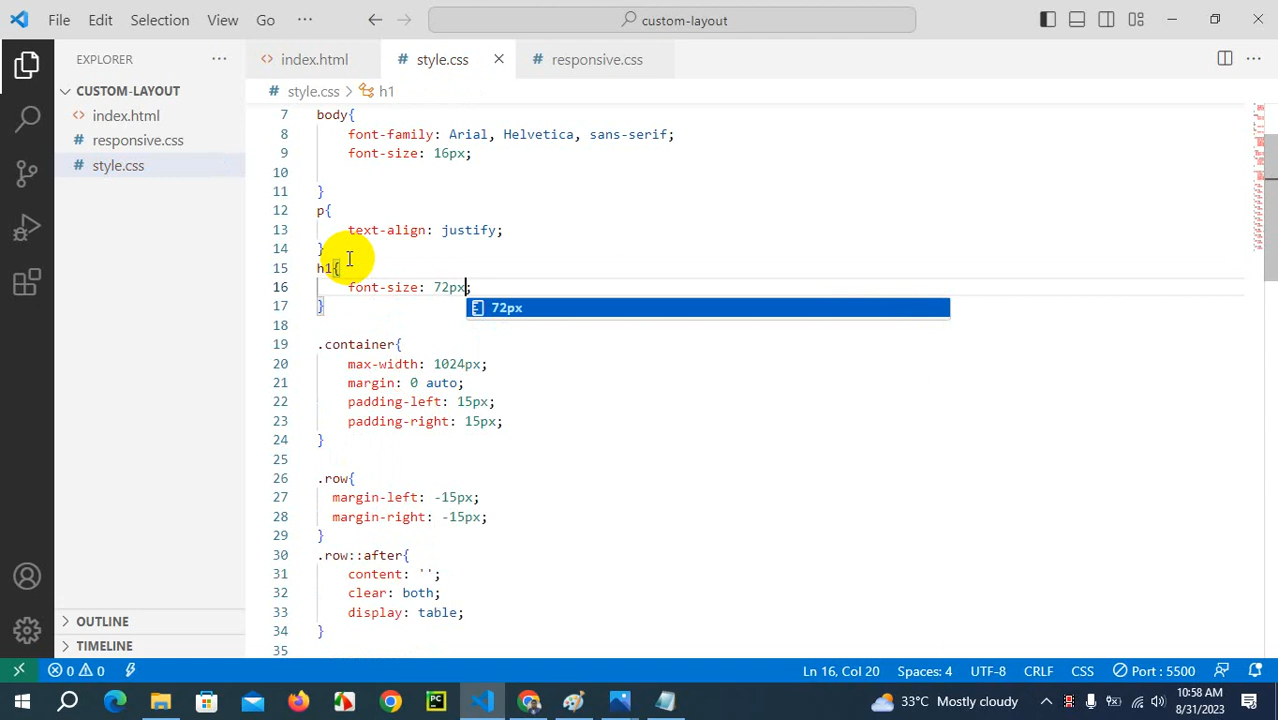 File Edit Selection View Go ··· custom-layout
EXPLORER ··· index.html # style.css # responsive.css ···
CUSTOM-LAYOUT # style.css > h1
<> index.html
# responsive.css
# style.css
7 body{
8 font-family: Arial, Helvetica, sans-serif;
9 font-size: 16px;
10
11 }
12 p{
13 text-align: justify;
14 }
15 h1{
16 font-size: 72px;
17 }
72px
18
19 .container{
20 max-width: 1024px;
21 margin: 0 auto;
22 padding-left: 15px;
23 padding-right: 15px;
24 }
25
26 .row{
27 margin-left: -15px;
28 margin-right: -15px;
29 }
30 .row::after{
31 content: '';
32 clear: both;
33 display: table;
34 }
35
OUTLINE
TIMELINE
0 0 Ln 16, Col 20 Spaces: 4 UTF-8 CRLF CSS Port : 5500
PC 33°C Mostly cloudy 10:58 AM
8/31/2023